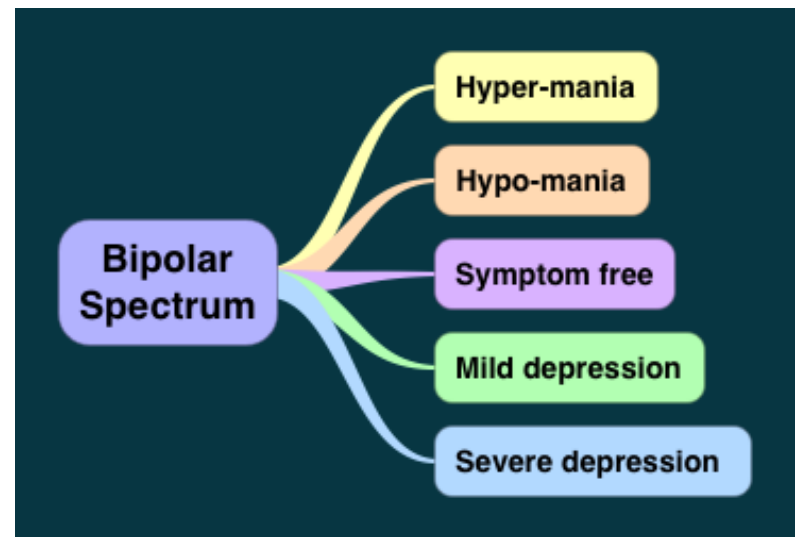 Bipolar
Spectrum
Hyper-mania
Hypo-mania
Symptom free
Mild depression
Severe depression